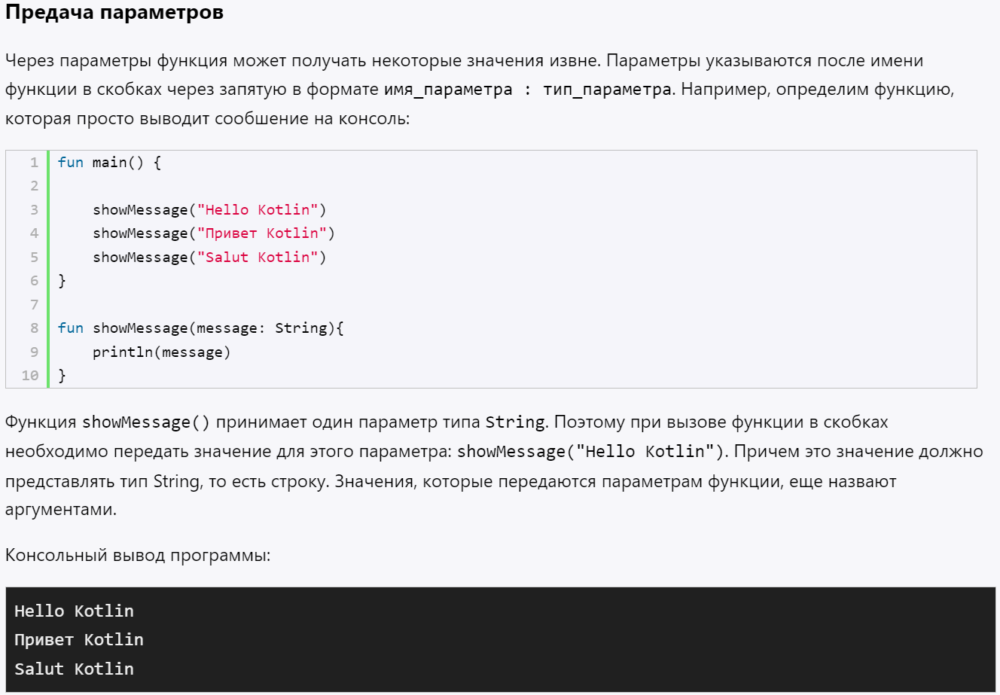 Предача параметров
Через параметры функция может получать некоторые значения извне. Параметры указываются после имени
функции в скобках через запятую в формате имя_параметра : тип_параметра. Например, определим функцию,
которая просто выводит сообшение на консоль:
1 fun main() {
2
3     showMessage("Hello Kotlin")
4     showMessage("Привет Kotlin")
5     showMessage("Salut Kotlin")
6 }
7
8 fun showMessage(message: String){
9     println(message)
10 }
Функция showMessage() принимает один параметр типа String. Поэтому при вызове функции в скобках
необходимо передать значение для этого параметра: showMessage("Hello Kotlin"). Причем это значение должно
представлять тип String, то есть строку. Значения, которые передаются параметрам функции, еще назвают
аргументами.
Консольный вывод программы:
Hello Kotlin
Привет Kotlin
Salut Kotlin